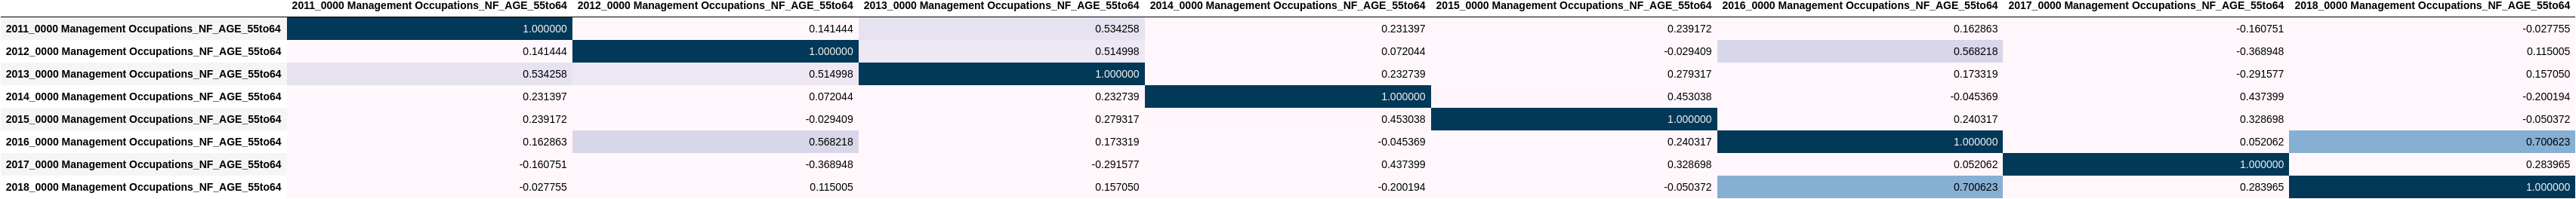 2011_0000 Management Occupations_NF_AGE_55to64 2012_0000 Management Occupations_NF_AGE_55to64 2013_0000 Management Occupations_NF_AGE_55to64 2014_0000 Management Occupations_NF_AGE_55to64 2015_0000 Management Occupations_NF_AGE_55to64 2016_0000 Management Occupations_NF_AGE_55to64 2017_0000 Management Occupations_NF_AGE_55to64 2018_0000 Management Occupations_NF_AGE_55to64
2011_0000 Management Occupations_NF_AGE_55to64 1.000000 0.141444 0.534258 0.231397 0.239172 0.162863 -0.160751 -0.027755
2012_0000 Management Occupations_NF_AGE_55to64 0.141444 1.000000 0.514998 0.072044 -0.029409 0.568218 -0.368948 0.115005
2013_0000 Management Occupations_NF_AGE_55to64 0.534258 0.514998 1.000000 0.232739 0.279317 0.173319 -0.291577 0.157050
2014_0000 Management Occupations_NF_AGE_55to64 0.231397 0.072044 0.232739 1.000000 0.453038 -0.045369 0.437399 -0.200194
2015_0000 Management Occupations_NF_AGE_55to64 0.239172 -0.029409 0.279317 0.453038 1.000000 0.240317 0.328698 -0.050372
2016_0000 Management Occupations_NF_AGE_55to64 0.162863 0.568218 0.173319 -0.045369 0.240317 1.000000 0.052062 0.700623
2017_0000 Management Occupations_NF_AGE_55to64 -0.160751 -0.368948 -0.291577 0.437399 0.328698 0.052062 1.000000 0.283965
2018_0000 Management Occupations_NF_AGE_55to64 -0.027755 0.115005 0.157050 -0.200194 -0.050372 0.700623 0.283965 1.000000